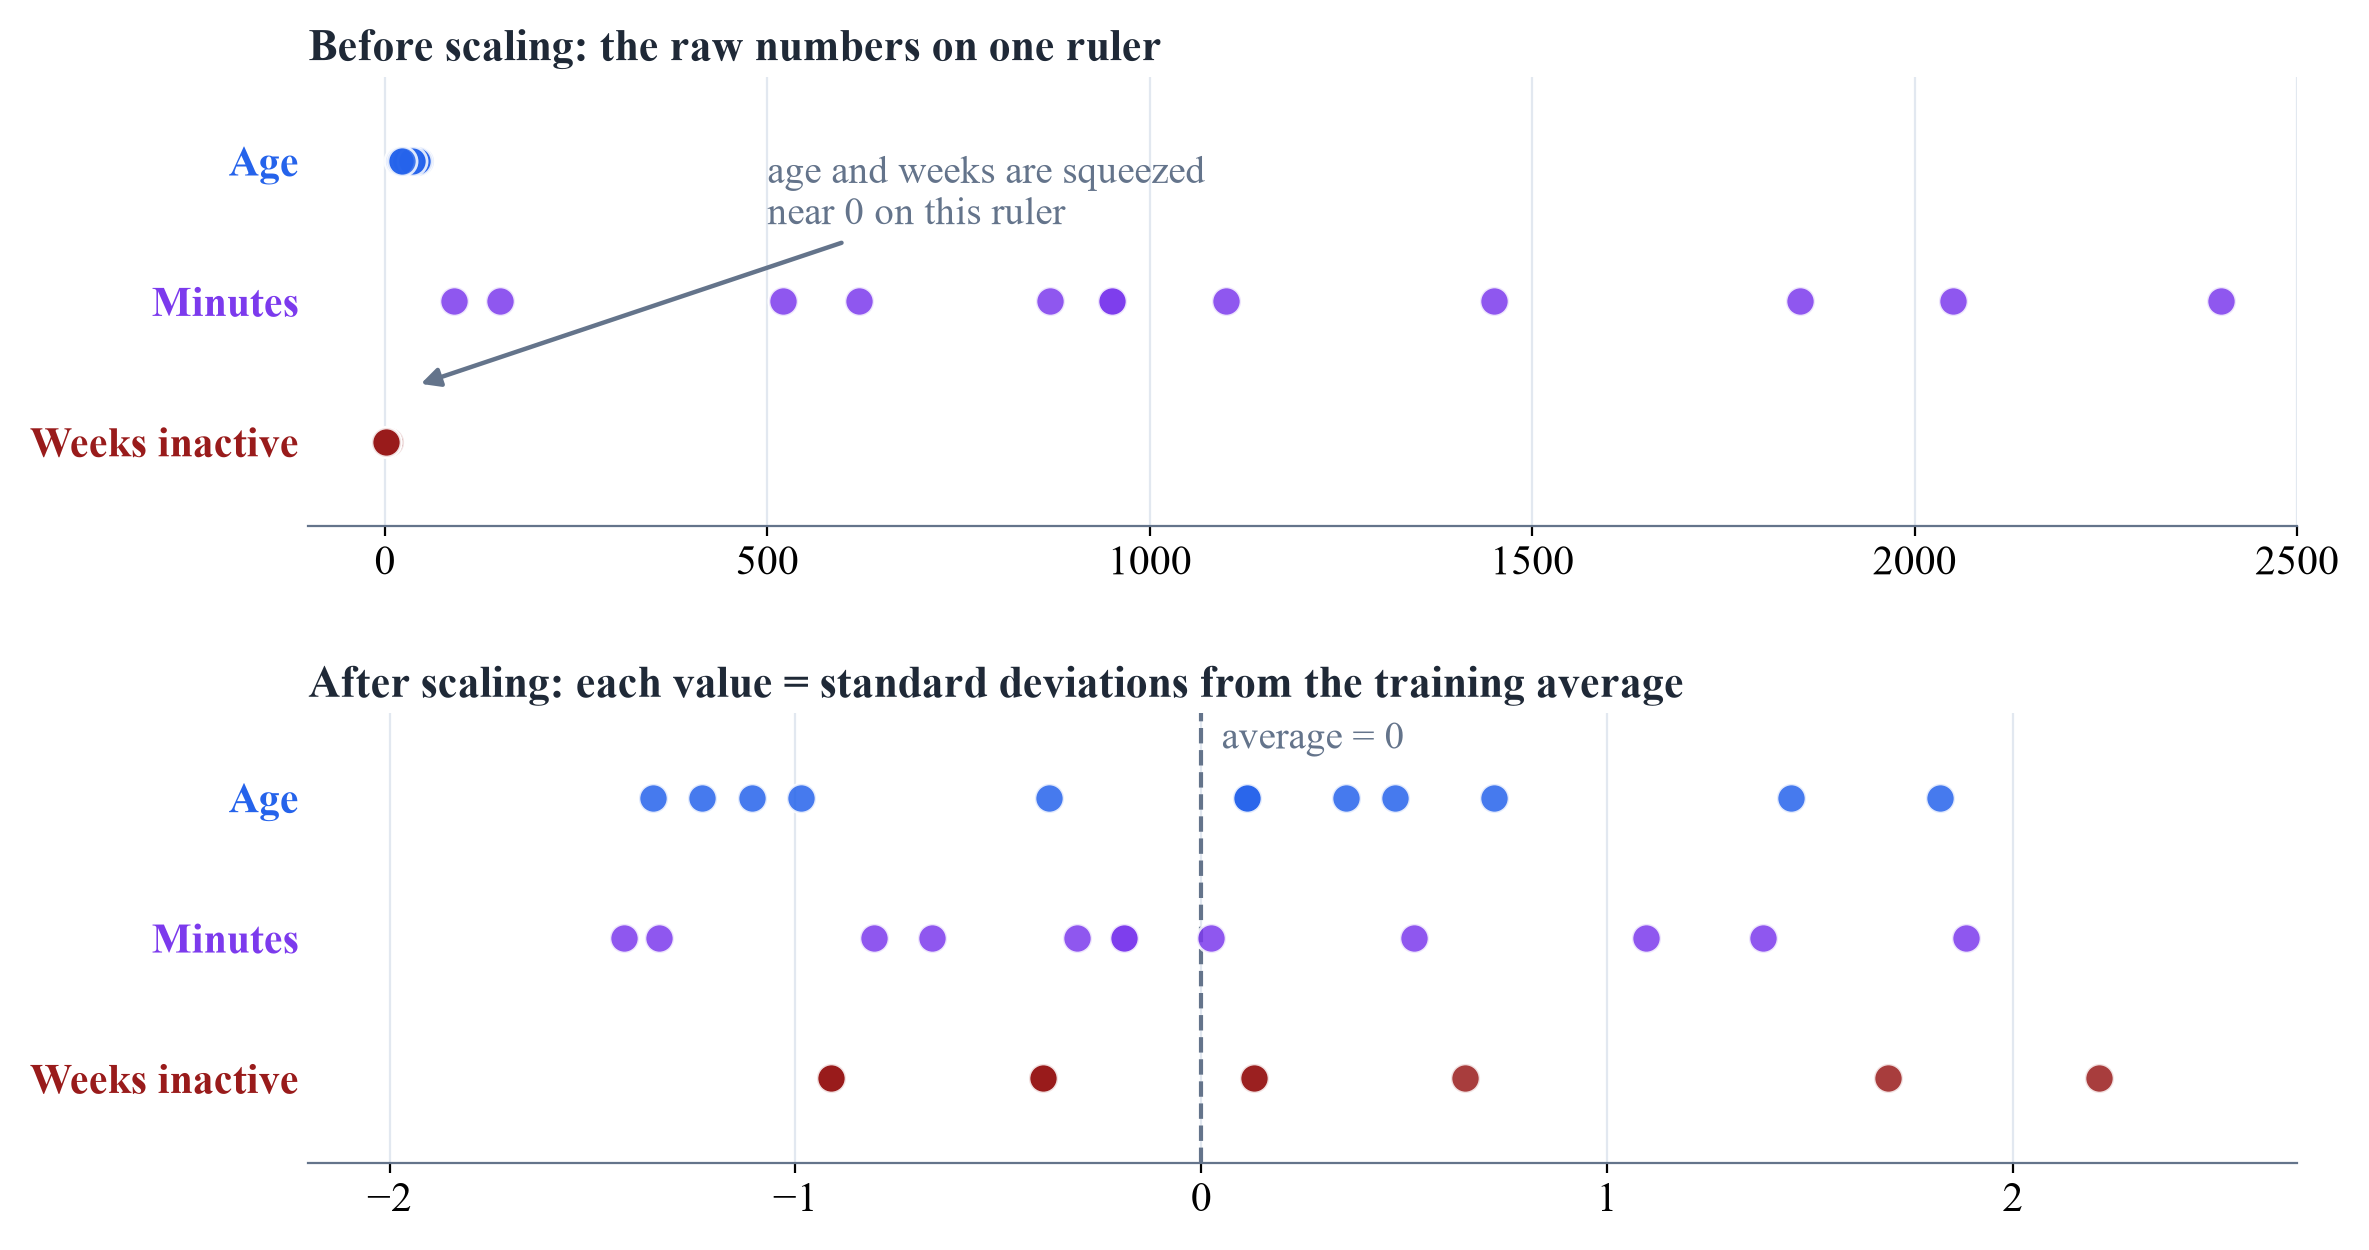 Before scaling: the raw numbers on one ruler
Age
age and weeks are squeezed
near 0 on this ruler
Minutes
Weeks inactive
0 500 1000 1500 2000 2500
After scaling: each value = standard deviations from the training average
average = 0
Age
Minutes
Weeks inactive
−2 −1 0 1 2